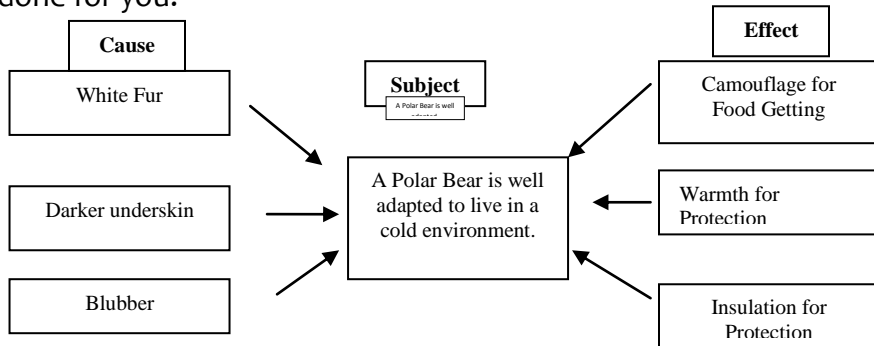 done for you.
Cause
White Fur
Darker underskin
Blubber
Subject
A Polar Bear is well
A Polar Bear is well
adapted to live in a
cold environment.
Effect
Camouflage for
Food Getting
Warmth for
Protection
Insulation for
Protection